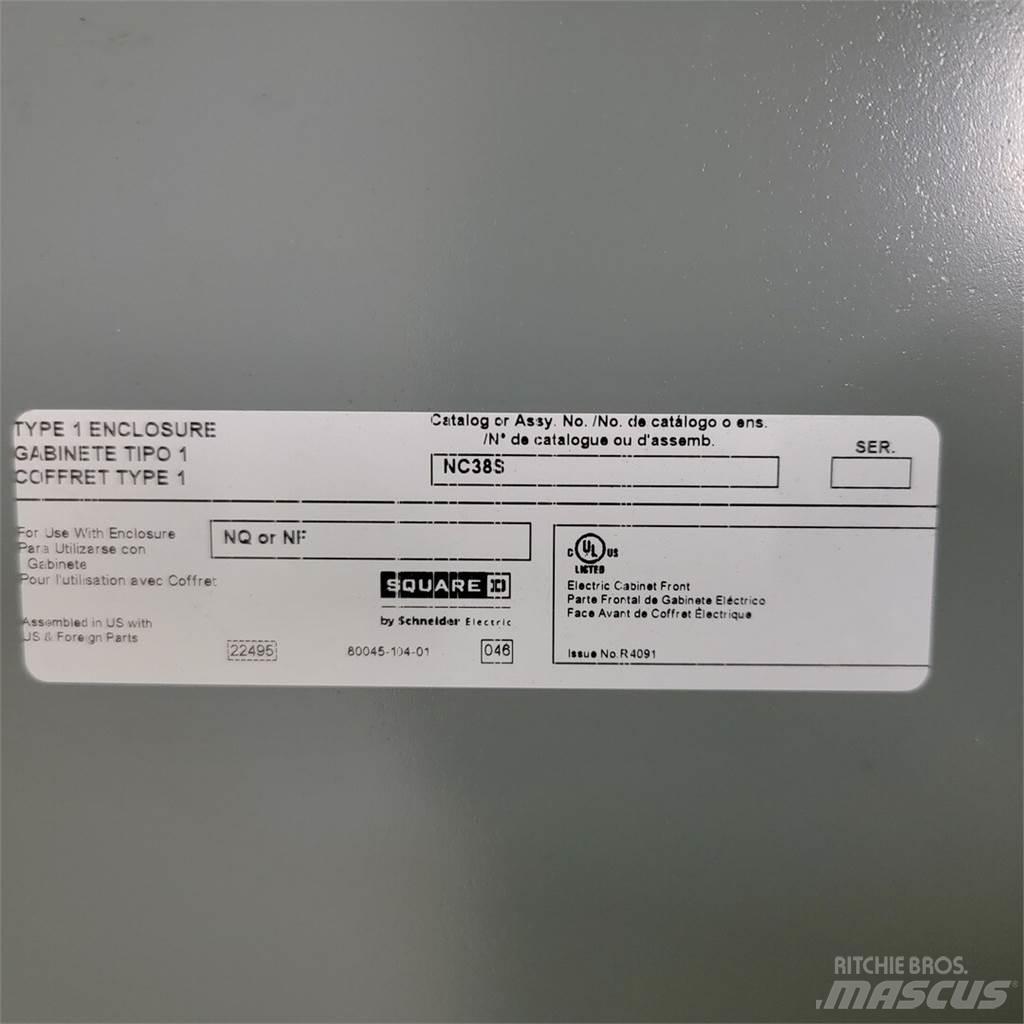 TYPE 1 ENCLOSURE
GABINETE TIPO 1
COFFRET TYPE 1
Catalog or Assy. No. /No. de catálogo o ens.
/N° de catalogue ou d'assemb.
NC38S
SER.
For Use With Enclosure
Para Utilizarse con
Gabinete
Pour l'utilisation avec Coffret
NQ or NF
SQUARE D
by Schneider Electric
Assembled in US with
US & Foreign Parts
22495
80045-104-01
046
C UL US
LISTED
Electric Cabinet Front
Parte Frontal de Gabinete Eléctrico
Face Avant de Coffret Électrique
Issue No. R4091
RITCHIE BROS.
MASCUS